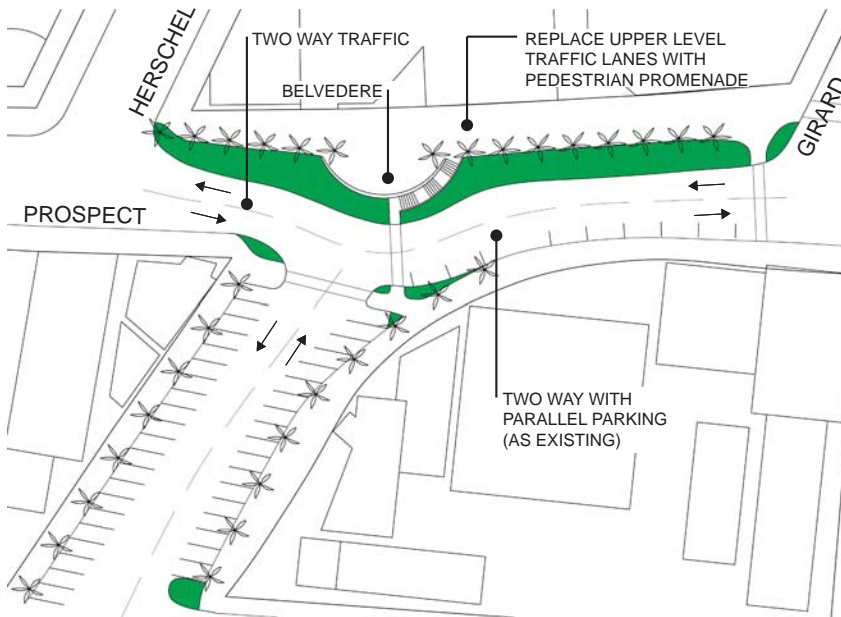 HERSCHEL
TWO WAY TRAFFIC
BELVEDERE
REPLACE UPPER LEVEL
TRAFFIC LANES WITH
PEDESTRIAN PROMENADE
GIRARD
PROSPECT
TWO WAY WITH
PARALLEL PARKING
(AS EXISTING)